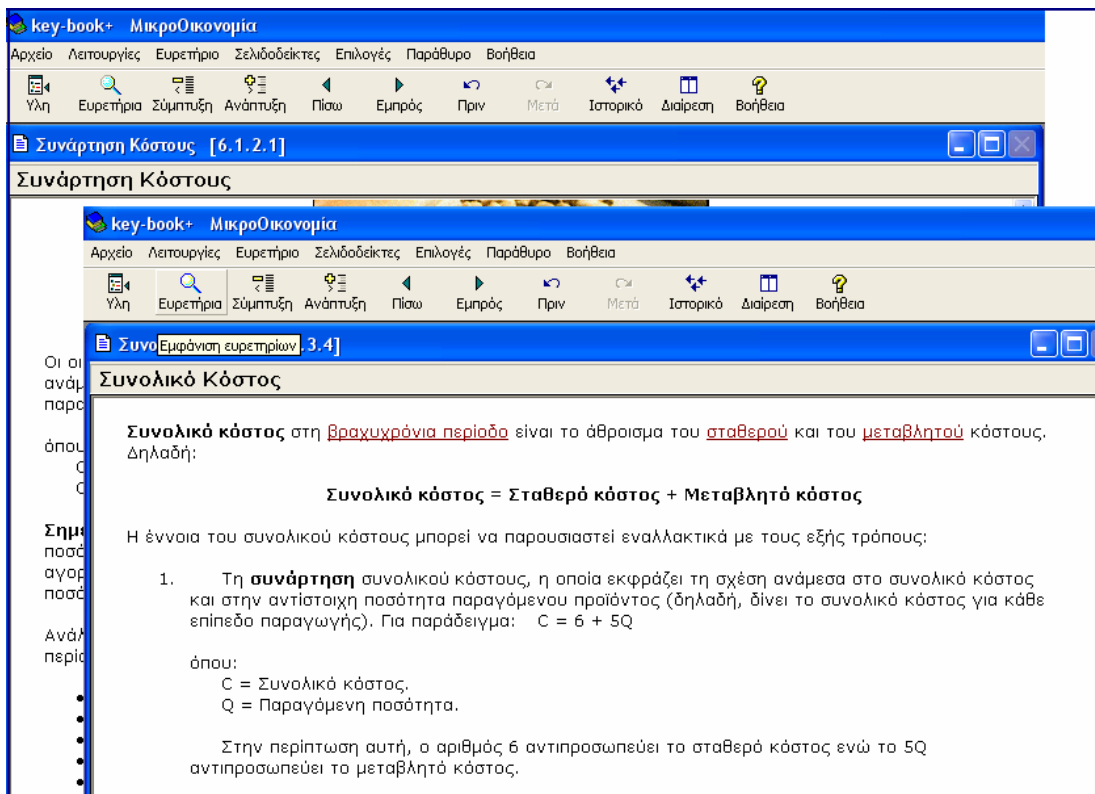 key-book+ ΜικροΟικονομία
Αρχείο Λειτουργίες Ευρετήριο Σελιδοδείκτες Επιλογές Παράθυρο Βοήθεια
Ύλη Ευρετήρια Σύμπτυξη Ανάπτυξη Πίσω Εμπρός Πριν Μετά Ιστορικό Διαίρεση Βοήθεια
Συνάρτηση Κόστους [6.1.2.1]
Συνάρτηση Κόστους
key-book+ ΜικροΟικονομία
Αρχείο Λειτουργίες Ευρετήριο Σελιδοδείκτες Επιλογές Παράθυρο Βοήθεια
Ύλη Ευρετήρια Σύμπτυξη Ανάπτυξη Πίσω Εμπρός Πριν Μετά Ιστορικό Διαίρεση Βοήθεια
Εμφάνιση ευρετηρίων .3.4]
Συνολικό Κόστος
Συνολικό κόστος στη βραχυχρόνια περίοδο είναι το άθροισμα του σταθερού και του μεταβλητού κόστους.
Δηλαδή:
Συνολικό κόστος = Σταθερό κόστος + Μεταβλητό κόστος
Η έννοια του συνολικού κόστους μπορεί να παρουσιαστεί εναλλακτικά με τους εξής τρόπους:
1. Τη συνάρτηση συνολικού κόστους, η οποία εκφράζει τη σχέση ανάμεσα στο συνολικό κόστος
και στην αντίστοιχη ποσότητα παραγόμενου προϊόντος (δηλαδή, δίνει το συνολικό κόστος για κάθε
επίπεδο παραγωγής). Για παράδειγμα: C = 6 + 5Q
όπου:
C = Συνολικό κόστος.
Q = Παραγόμενη ποσότητα.
Στην περίπτωση αυτή, ο αριθμός 6 αντιπροσωπεύει το σταθερό κόστος ενώ το 5Q
αντιπροσωπεύει το μεταβλητό κόστος.